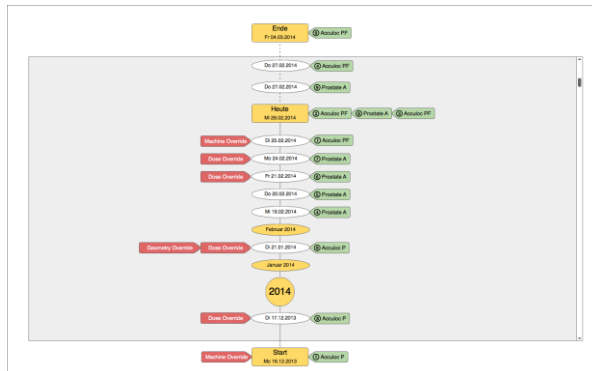 Ende
Fr 04.03.2014
Acculoc PF
Do 27.02.2014
Acculoc PF
Do 27.02.2014
Prostate A
Heute
Mi 26.02.2014
Acculoc PF
Prostate A
Acculoc PF
Machine Override
Di 25.02.2014
Acculoc PF
Dose Override
Mo 24.02.2014
Prostate A
Dose Override
Fr 21.02.2014
Prostate A
Do 20.02.2014
Prostate A
Mi 19.02.2014
Prostate A
Februar 2014
Geometry Override
Dose Override
Di 21.01.2014
Acculoc P
Januar 2014
2014
Dose Override
Di 17.12.2013
Acculoc P
Machine Override
Start
Mo 16.12.2013
Acculoc P